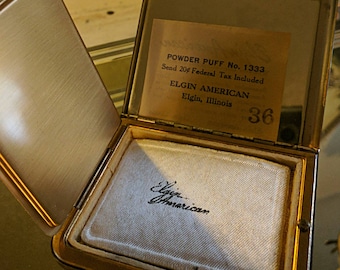 POWDER PUFF No. 1333
Send 20¢ Federal Tax Included
ELGIN AMERICAN
Elgin, Illinois
36
Elgin
American